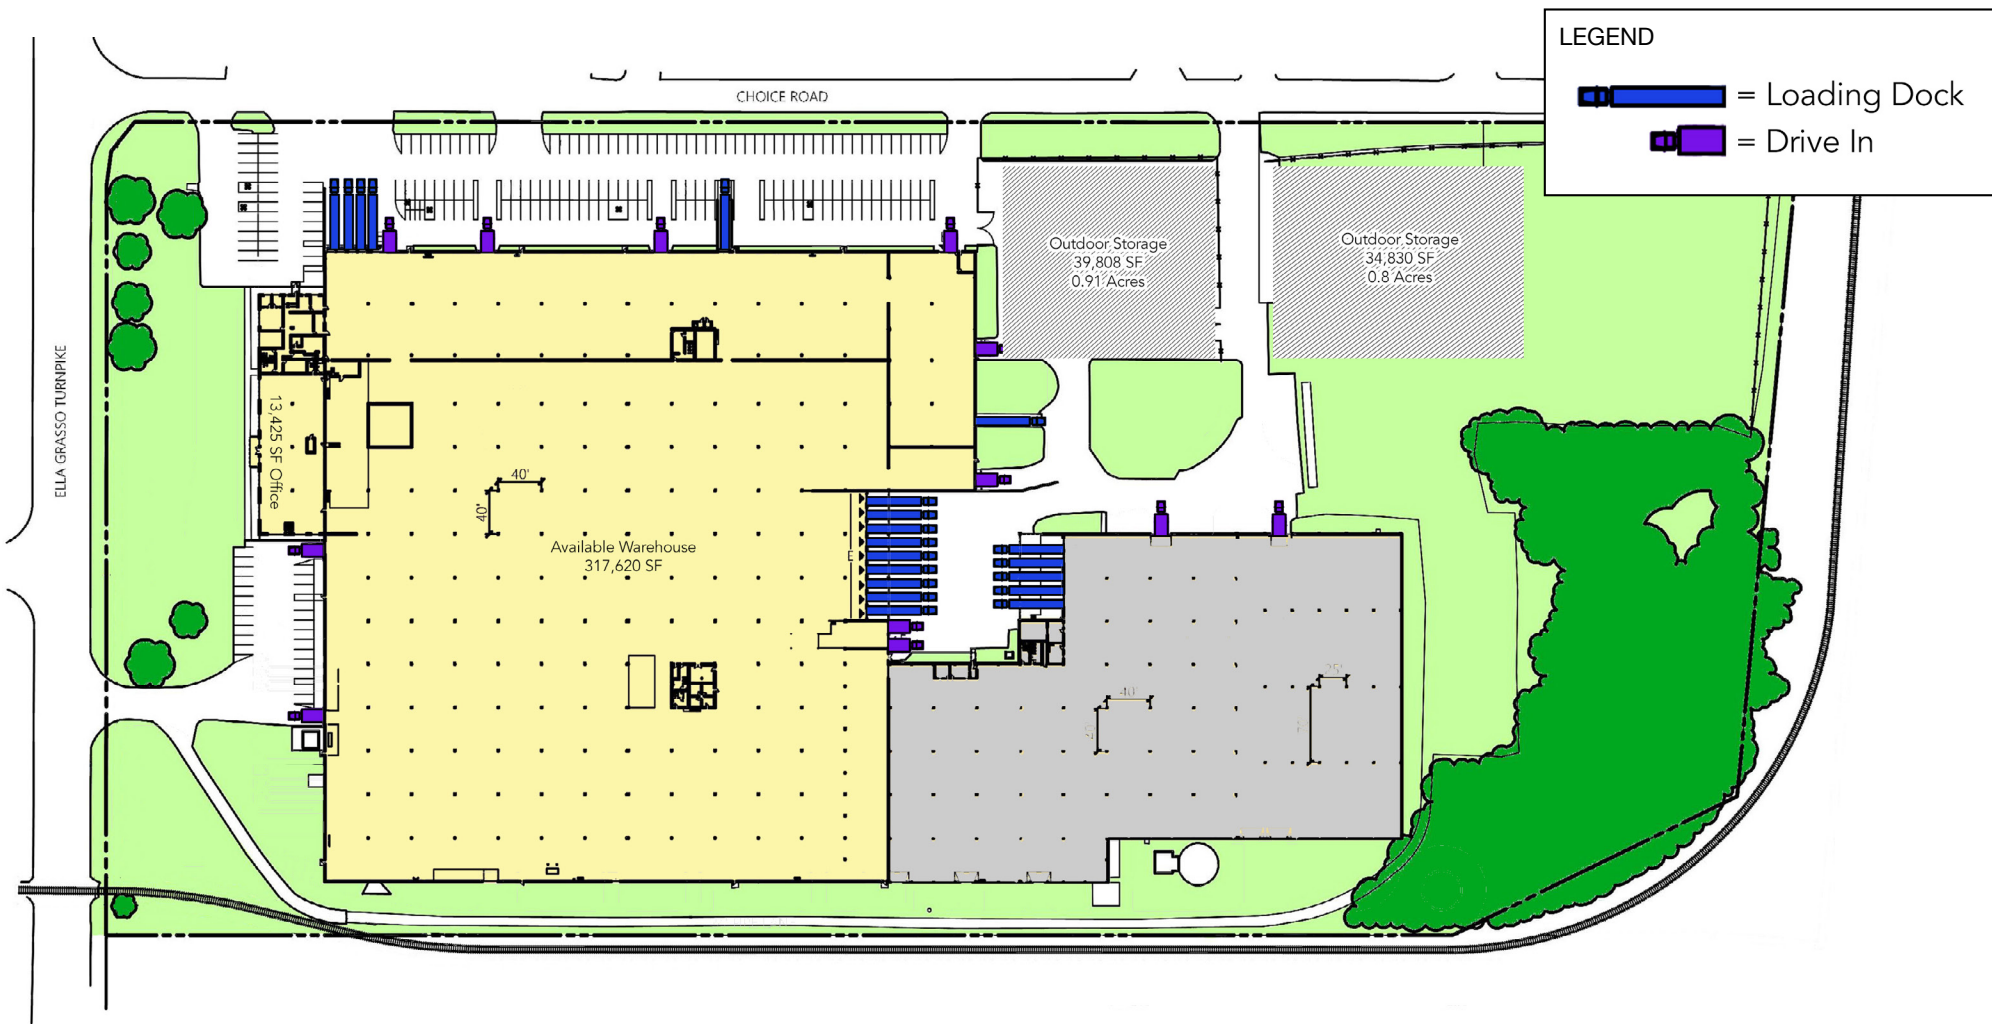 LEGEND
= Loading Dock
= Drive In
CHOICE ROAD
Outdoor Storage
39,808 SF
0.91 Acres
Outdoor Storage
34,830 SF
0.8 Acres
ELLA GRASSO TURNPIKE
13,425 SF Office
40'
40'
Available Warehouse
317,620 SF
E
40'
40'
25'